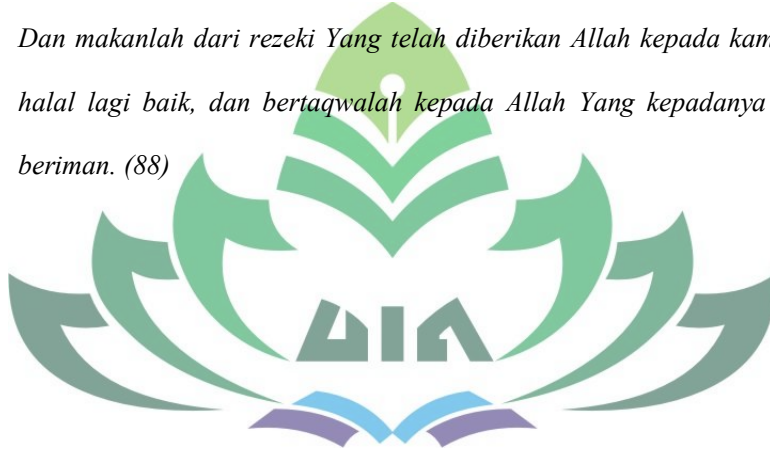 Dan makanlah dari rezeki Yang telah diberikan Allah kepada kam
halal lagi baik, dan bertaqwalah kepada Allah Yang kepadanya
beriman. (88)
UIN